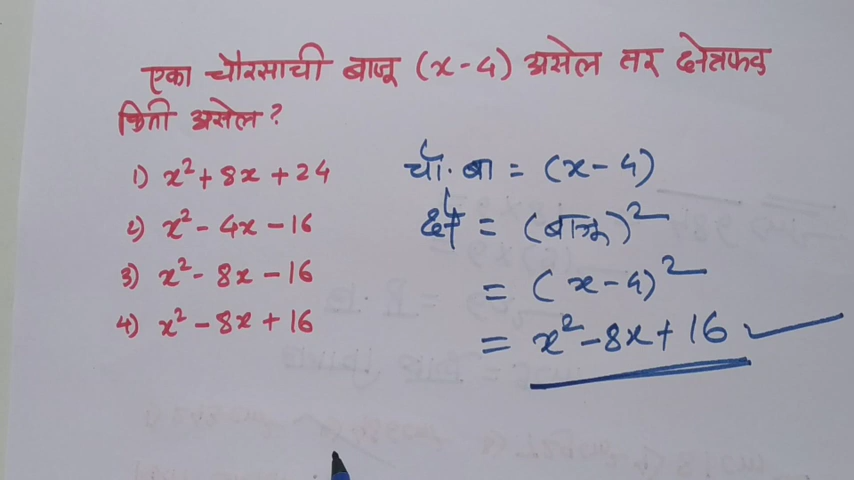 एका चौरसाची बाजू (x - 4) असेल तर क्षेत्रफळ
किती असेल?
1) x² + 8x + 24
2) x² - 4x - 16
3) x² - 8x - 16
4) x² - 8x + 16
चौ. बा = (x - 4)
क्षे = (बाजू)²
= (x - 4)²
= x² - 8x + 16